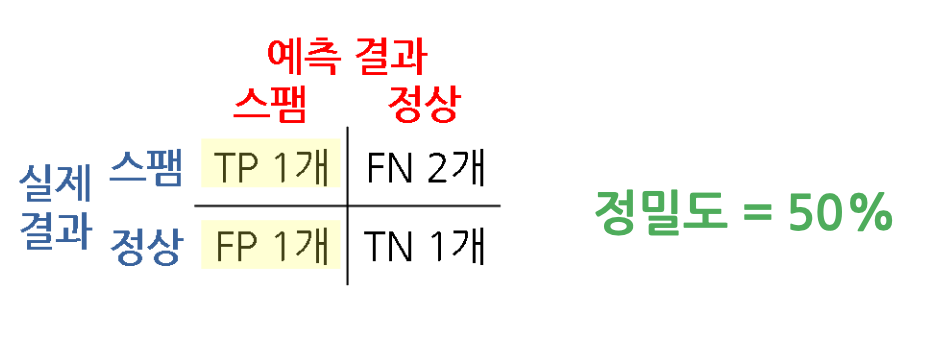 예측 결과
스팸 정상
실제 결과
스팸 TP 1개 FN 2개
정상 FP 1개 TN 1개
정밀도 = 50%